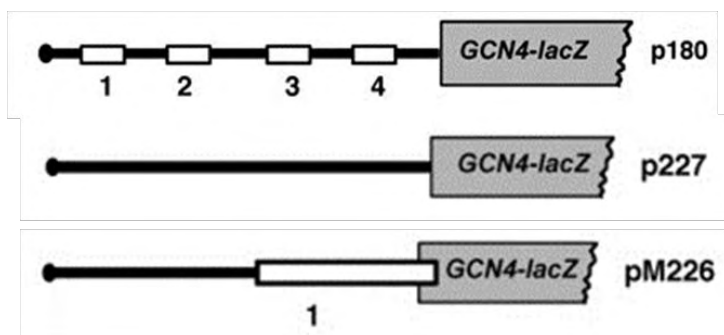 GCN4-lacZ p180
1 2 3 4
GCN4-lacZ p227
GCN4-lacZ pM226
1